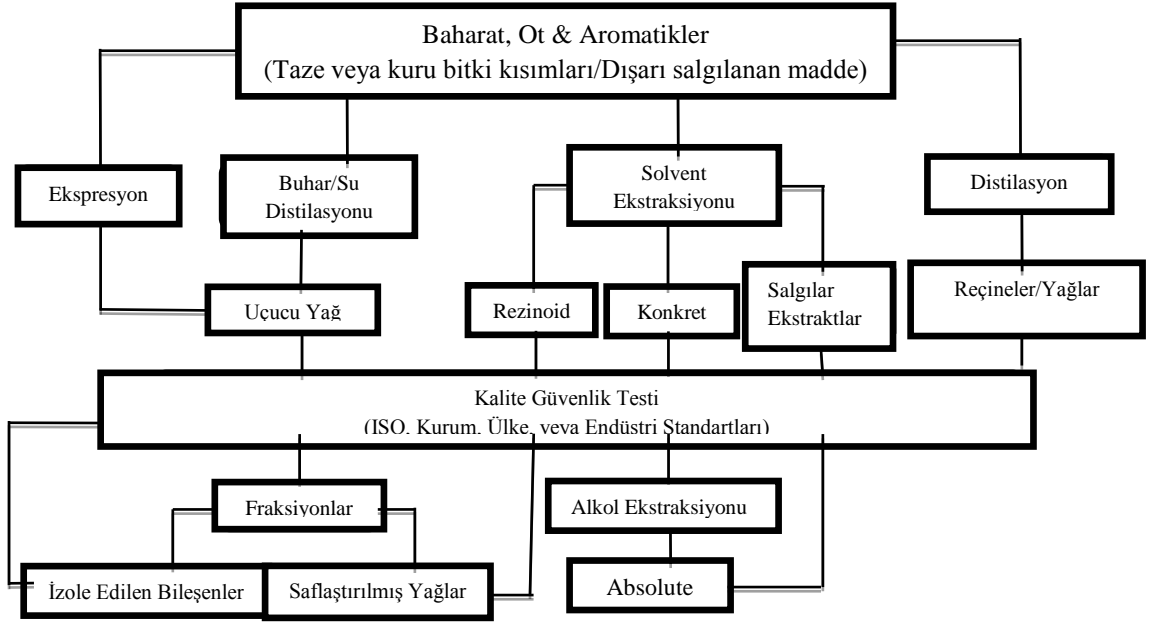 Baharat, Ot & Aromatikler
(Taze veya kuru bitki kısımları/Dışarı salgılanan madde)
Ekspresyon
Buhar/Su
Distilasyonu
Solvent
Ekstraksiyonu
Distilasyon
Uçucu Yağ
Rezinoid
Konkret
Salgılar
Ekstraktlar
Reçineler/Yağlar
Kalite Güvenlik Testi
(ISO, Kurum, Ülke, veya Endüstri Standartları)
Fraksiyonlar
Alkol Ekstraksiyonu
İzole Edilen Bileşenler
Saflaştırılmış Yağlar
Absolute